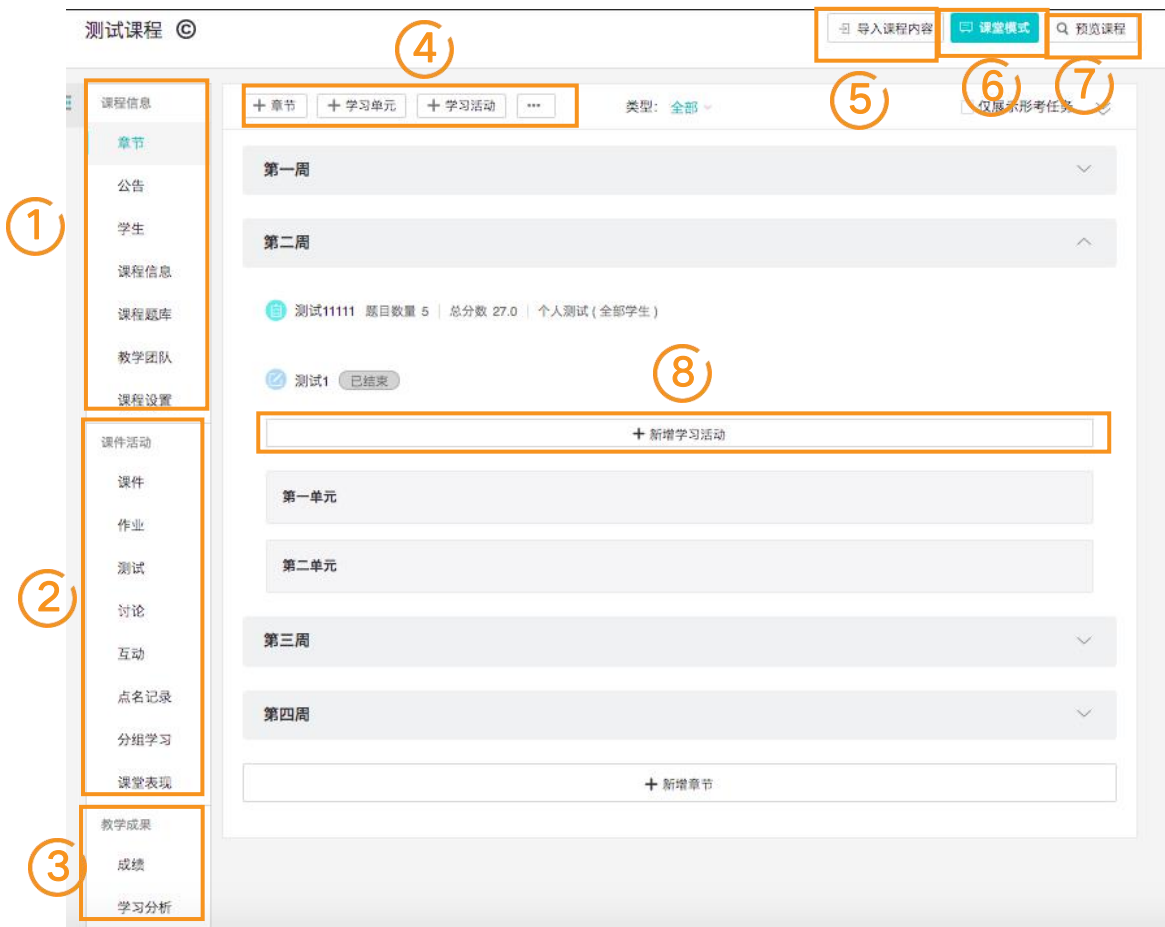 测试课程 ©
导入课程内容 课堂模式 预览课程
④
⑤ ⑥ ⑦
课程信息
章节
公告
学生
课程信息
课程题库
教学团队
课程设置
①
课件活动
课件
作业
测试
讨论
互动
点名记录
分组学习
课堂表现
②
教学成果
成绩
学习分析
③
+ 章节 + 学习单元 + 学习活动 ···
类型: 全部
仅展示形考任务
第一周
第二周
测试11111 题目数量 5 | 总分数 27.0 | 个人测试 ( 全部学生 )
测试1 已结束
⑧
+ 新增学习活动
第一单元
第二单元
第三周
第四周
+ 新增章节